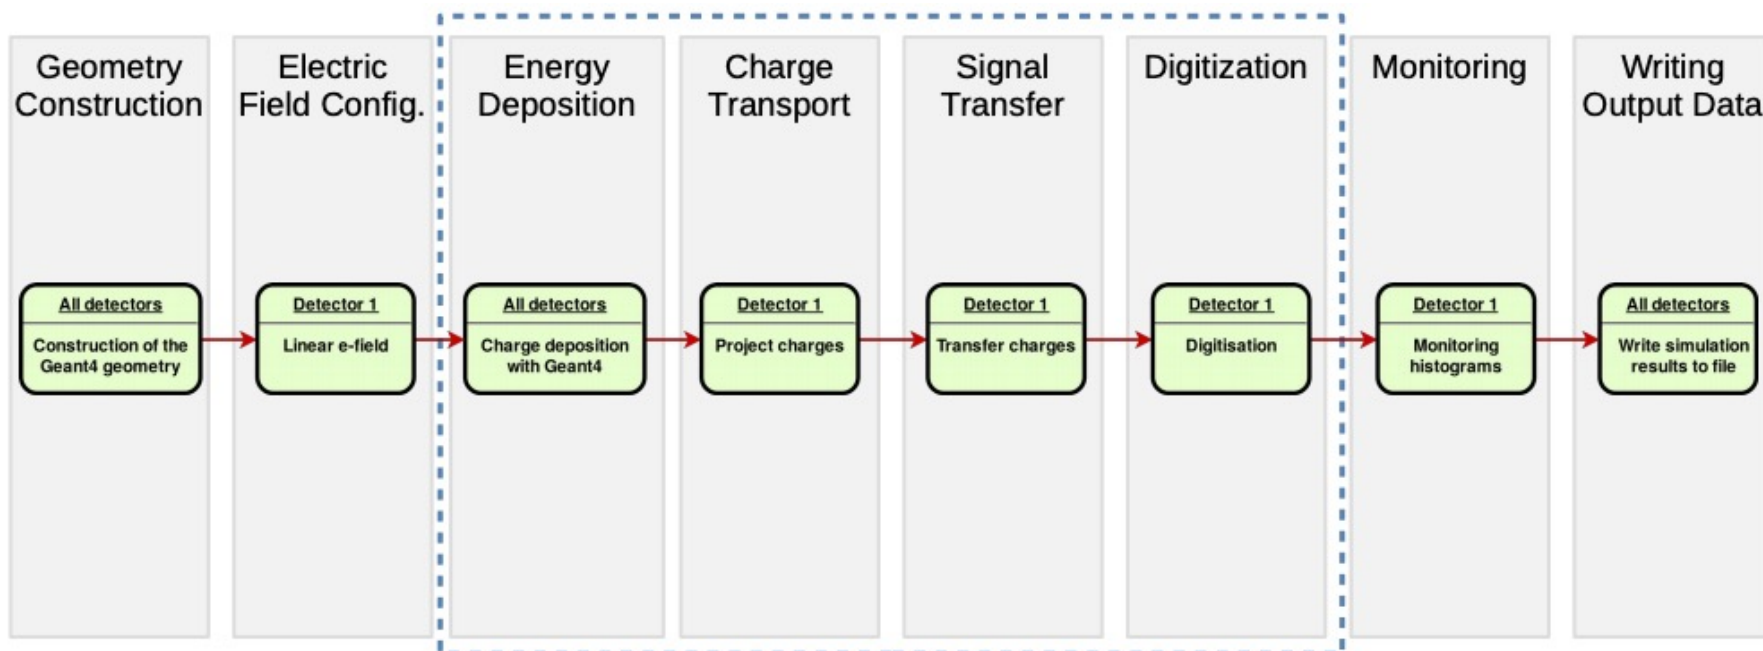 Geometry
Construction
Electric
Field Config.
Energy
Deposition
Charge
Transport
Signal
Transfer
Digitization
Monitoring
Writing
Output Data
All detectors
Construction of the
Geant4 geometry
Detector 1
Linear e-field
All detectors
Charge deposition
with Geant4
Detector 1
Project charges
Detector 1
Transfer charges
Detector 1
Digitisation
Detector 1
Monitoring
histograms
All detectors
Write simulation
results to file